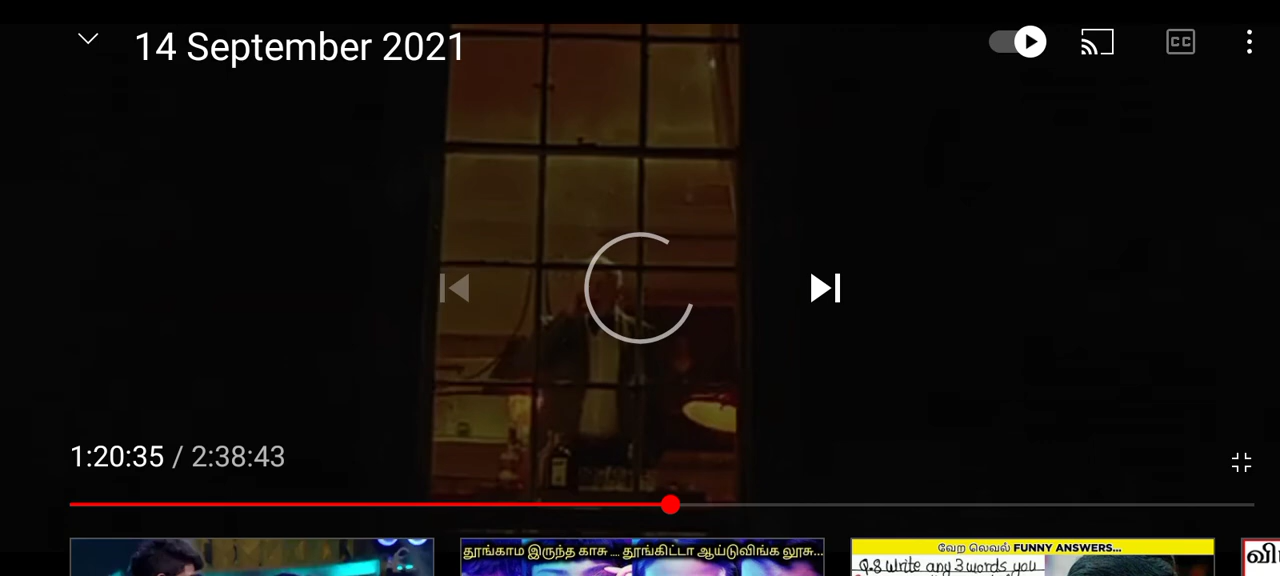 14 September 2021
CC
1:20:35 / 2:38:43
தூங்காம இருந்த காசு ... தூங்கிட்டா ஆய்டுவிங்க லூசு...
வேற லெவல் FUNNY ANSWERS...
Q.8 Write any 3 words you